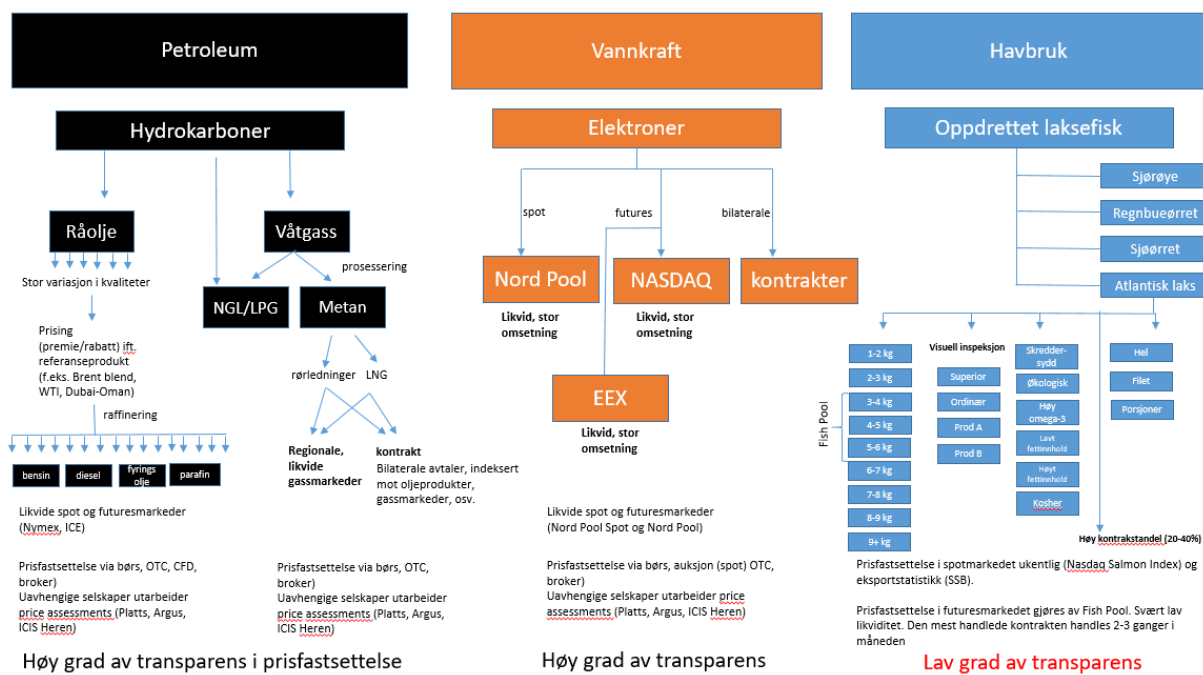 Petroleum
Hydrokarboner
Råolje
Våtgass
Stor variasjon i kvaliteter
prosessering
NGL/LPG
Metan
Prising
(premie/rabatt) ift.
referanseprodukt
(f.eks. Brent blend,
WTI, Dubai-Oman)
rørledninger
LNG
raffinering
bensin
diesel
fyrings
olje
parafin
Regionale,
likvide
gassmarkeder
kontrakt
Bilaterale avtaler, indeksert
mot oljeprodukter,
gassmarkeder, osv.
Likvide spot og futuresmarkeder
(Nymex, ICE)
Prisfastsettelse via børs, OTC, CFD,
broker)
Uavhengige selskaper utarbeider
price assessments (Platts, Argus,
ICIS Heren)
Prisfastsettelse via børs, OTC,
broker)
Uavhengige selskaper utarbeider
price assessments (Platts, Argus,
ICIS Heren)
Høy grad av transparens i prisfastsettelse
Vannkraft
Elektroner
spot
futures
bilaterale
Nord Pool
NASDAQ
kontrakter
Likvid, stor
omsetning
Likvid, stor
omsetning
EEX
Likvid, stor
omsetning
Likvide spot og futuresmarkeder
(Nord Pool Spot og Nord Pool)
Prisfastsettelse via børs, auksjon (spot) OTC,
broker)
Uavhengige selskaper utarbeider price
assessments (Platts, Argus, ICIS Heren)
Høy grad av transparens
Havbruk
Oppdrettet laksefisk
Sjørøye
Regnbueørret
Sjøørret
Atlantisk laks
Fish Pool
1-2 kg
2-3 kg
3-4 kg
4-5 kg
5-6 kg
6-7 kg
7-8 kg
8-9 kg
9+ kg
Visuell inspeksjon
Superior
Ordinær
Prod A
Prod B
Skredder-
sydd
Økologisk
Høy
omega-3
Lavt
fettinnhold
Høyt
fettinnhold
Kosher
Hel
Filet
Porsjoner
Høy kontrakstandel (20-40%)
Prisfastsettelse i spotmarkedet ukentlig (Nasdaq Salmon Index) og
eksportstatistikk (SSB).
Prisfastsettelse i futuresmarkedet gjøres av Fish Pool. Svært lav
likviditet. Den mest handlede kontrakten handles 2-3 ganger i
måneden
Lav grad av transparens